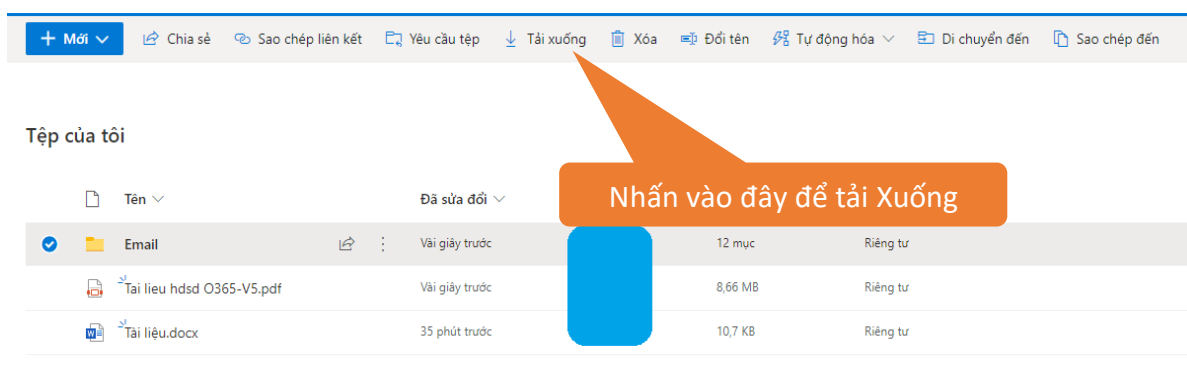 Mới Chia sẻ Sao chép liên kết Yêu cầu tệp Tải xuống Xóa Đổi tên Tự động hóa Di chuyển đến Sao chép đến
Tệp của tôi
Nhấn vào đây để tải Xuống
Tên Đã sửa đổi
Email Vài giây trước 12 mục Riêng tư
Tai lieu hdsd O365-V5.pdf Vài giây trước 8,66 MB Riêng tư
Tài liệu.docx 35 phút trước 10,7 KB Riêng tư